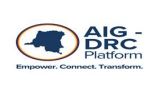 AIG -
DRC
Platform
Empower. Connect. Transform.